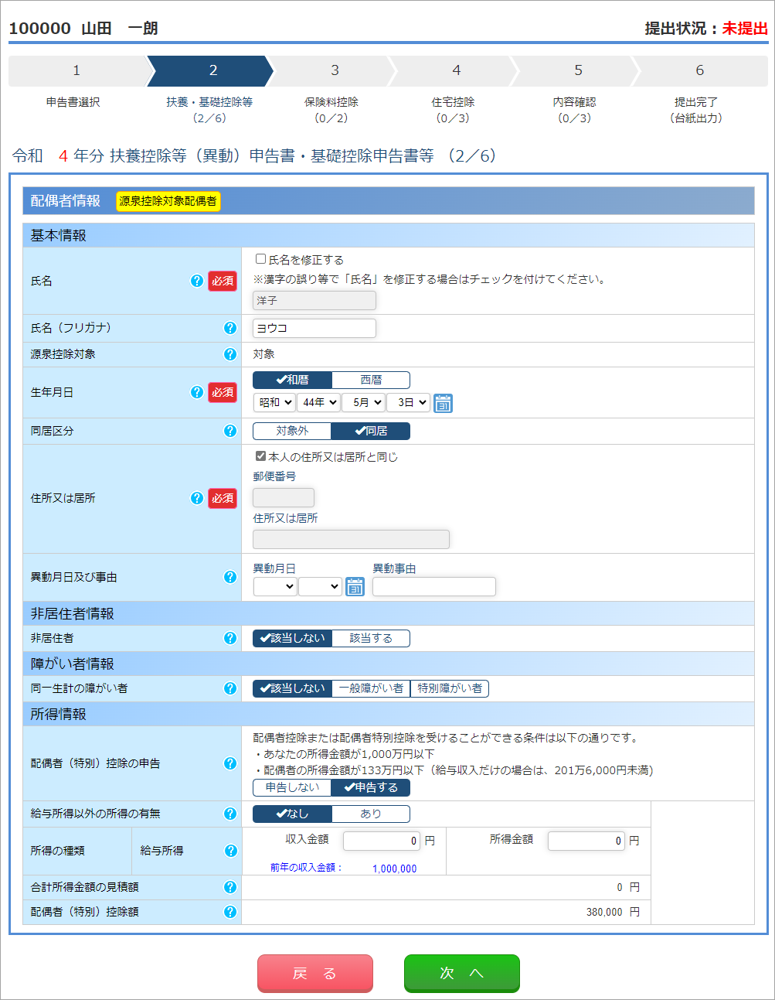 100000 山田　一朗　提出状況：未提出
1 2 3 4 5 6
申告書選択 扶養・基礎控除等 保険料控除 住宅控除 内容確認 提出完了
（2／6） （0／2） （0／3） （0／3） （台紙出力）
令和　4 年分 扶養控除等（異動）申告書・基礎控除申告書等 （2／6）
配偶者情報 源泉控除対象配偶者
基本情報
氏名 ? 必須
氏名を修正する
※漢字の誤り等で「氏名」を修正する場合はチェックを付けてください。
洋子
氏名（フリガナ） ? ヨウコ
源泉控除対象 ? 対象
生年月日 ? 必須
✔和暦 西暦
昭和 44年 5月 3日 31
同居区分 ? 対象外 ✔同居
住所又は居所 ? 必須
本人の住所又は居所と同じ
郵便番号
住所又は居所
異動月日及び事由 ?
異動月日 異動事由
31
非居住者情報
非居住者 ? ✔該当しない 該当する
障がい者情報
同一生計の障がい者 ? ✔該当しない 一般障がい者 特別障がい者
所得情報
配偶者（特別）控除の申告 ?
配偶者控除または配偶者特別控除を受けることができる条件は以下の通りです。
・あなたの所得金額が1,000万円以下
・配偶者の所得金額が133万円以下（給与収入だけの場合は、201万6,000円未満)
申告しない ✔申告する
給与所得以外の所得の有無 ? ✔なし あり
所得の種類 給与所得 ? 収入金額 0 円 所得金額 0 円
前年の収入金額： 1,000,000
合計所得金額の見積額 ? 0 円
配偶者（特別）控除額 ? 380,000 円
戻　る 次　へ